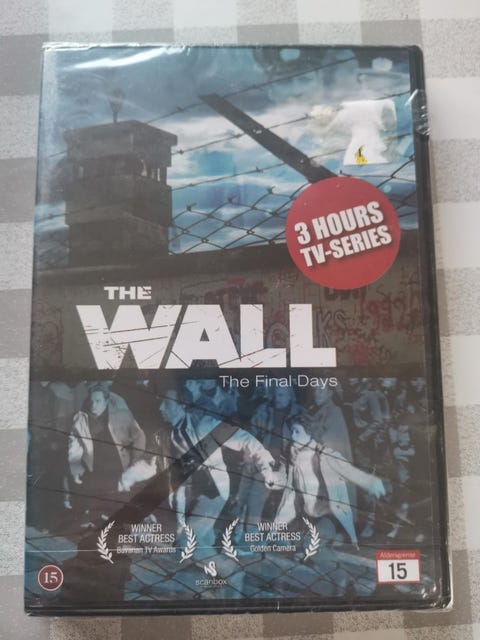 3 HOURS
TV-SERIES
THE
WALL
The Final Days
WINNER
BEST ACTRESS
Bavarian TV Awards
WINNER
BEST ACTRESS
Golden Camera
scanbox
15
Aldersgrense
15